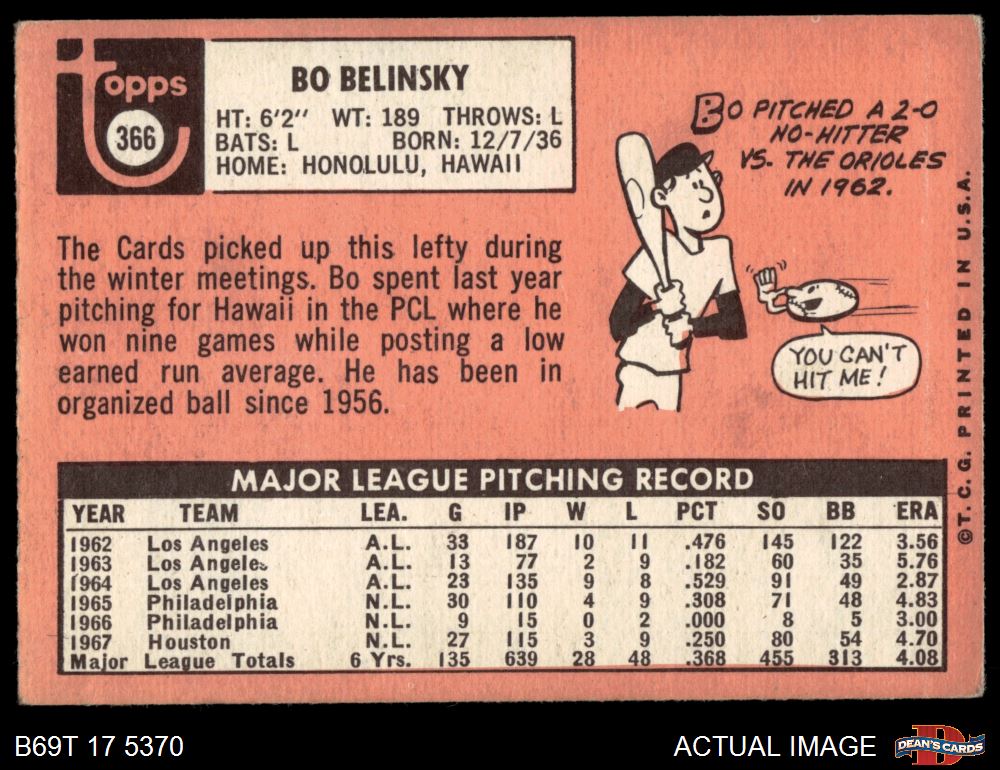 Topps
366
BO BELINSKY
HT: 6'2" WT: 189 THROWS: L
BATS: L BORN: 12/7/36
HOME: HONOLULU, HAWAII
BO PITCHED A 2-0
NO-HITTER
VS. THE ORIOLES
IN 1962.
YOU CAN'T
HIT ME!
The Cards picked up this lefty during
the winter meetings. Bo spent last year
pitching for Hawaii in the PCL where he
won nine games while posting a low
earned run average. He has been in
organized ball since 1956.
MAJOR LEAGUE PITCHING RECORD
YEAR TEAM LEA. G IP W L PCT SO BB ERA
1962 Los Angeles A.L. 33 187 10 11 .476 145 122 3.56
1963 Los Angeles A.L. 13 77 2 9 .182 60 35 5.76
1964 Los Angeles A.L. 23 135 9 8 .529 91 49 2.87
1965 Philadelphia N.L. 30 110 4 9 .308 71 48 4.83
1966 Philadelphia N.L. 9 15 0 2 .000 8 5 3.00
1967 Houston N.L. 27 115 3 9 .250 80 54 4.70
Major League Totals 6 Yrs. 135 639 28 48 .368 455 313 4.08
©T. C. G. PRINTED IN U.S.A.
B69T 17 5370
ACTUAL IMAGE
D
DEAN'S CARDS